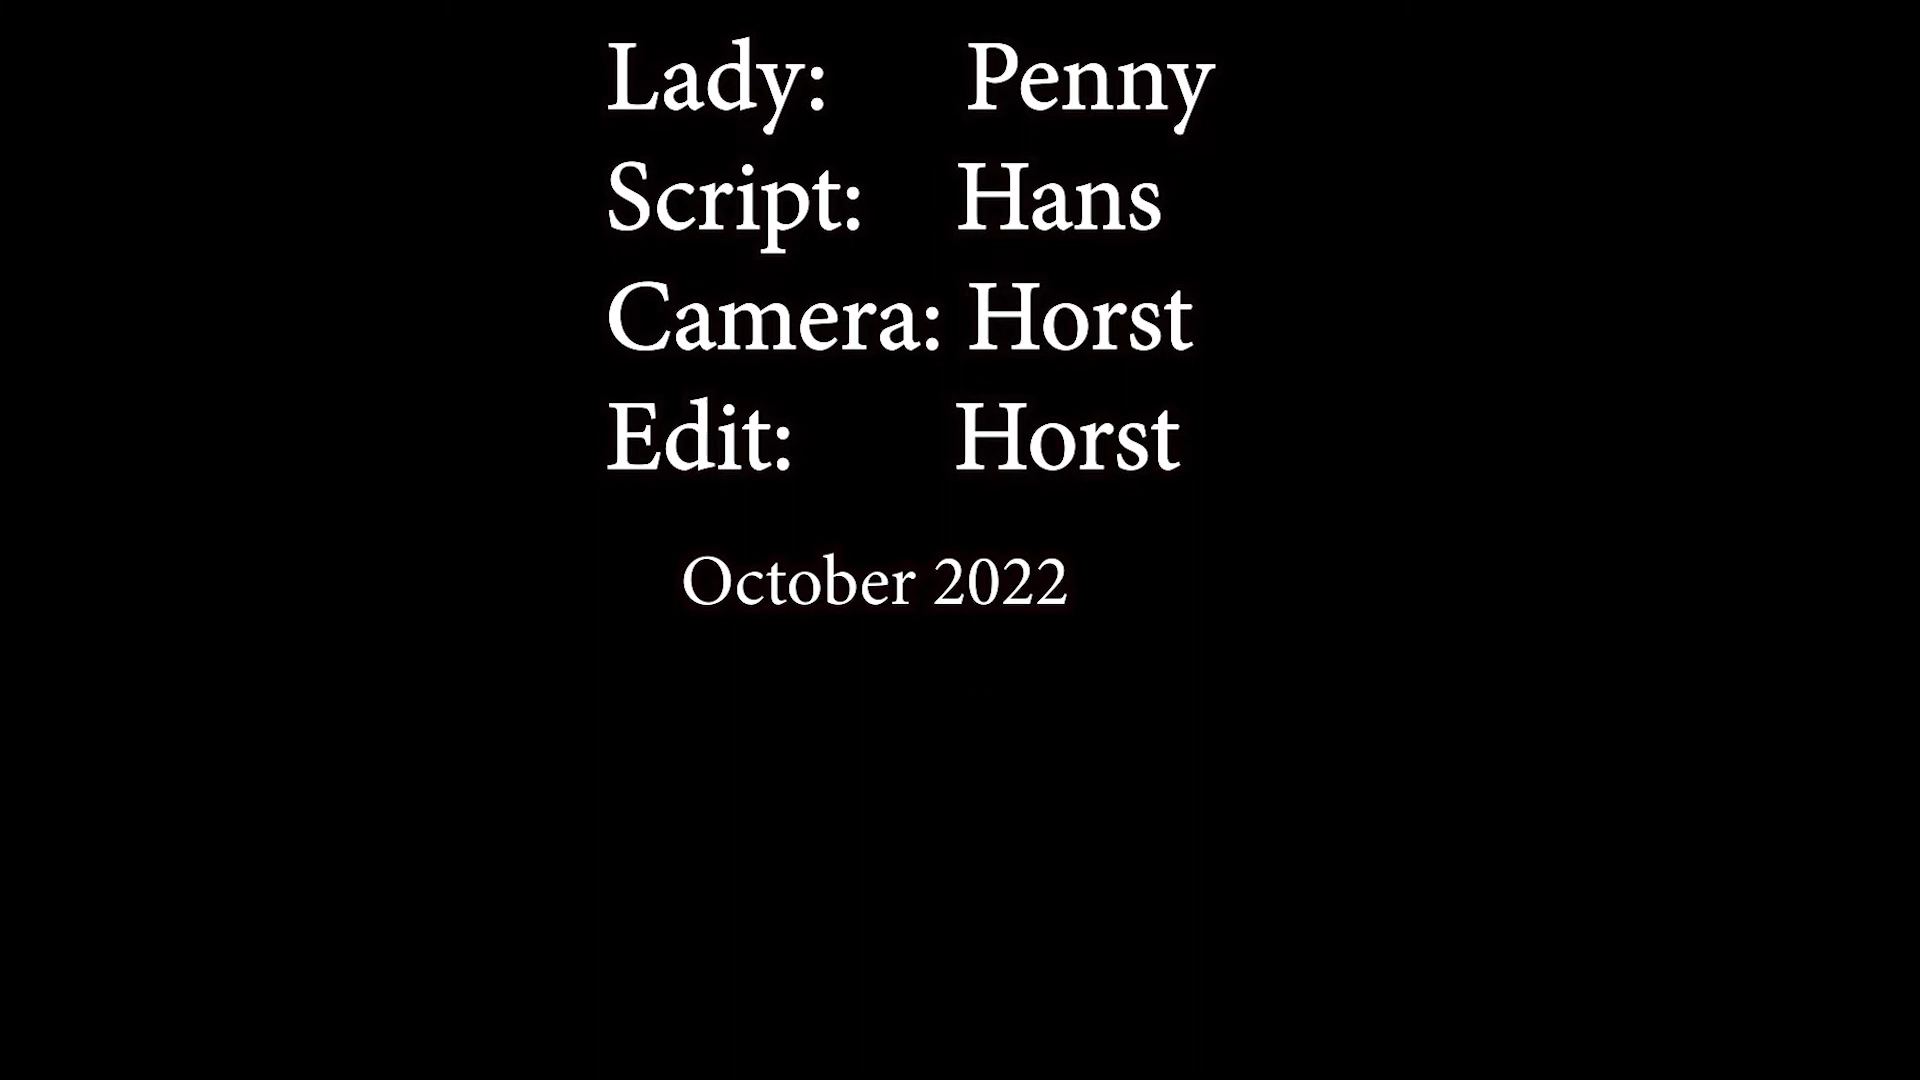 Lady: Penny
Script: Hans
Camera: Horst
Edit: Horst
October 2022